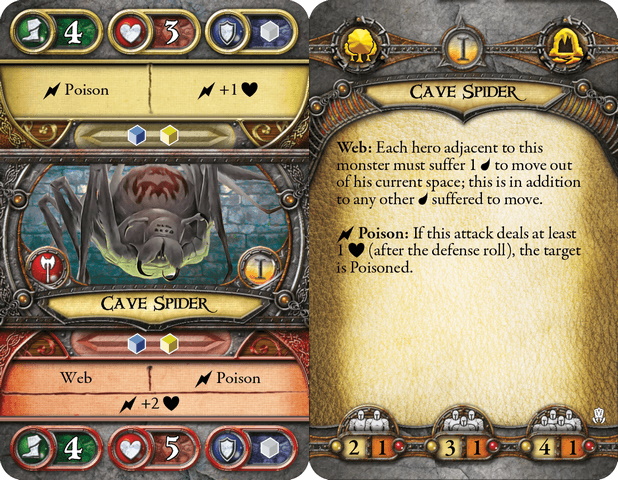 4 3
Poison +1
CAVE SPIDER
I
Web Poison
+2
4 5
I
CAVE SPIDER
Web: Each hero adjacent to this
monster must suffer 1 to move out
of his current space; this is in addition
to any other suffered to move.
Poison: If this attack deals at least
1 (after the defense roll), the target
is Poisoned.
2 1 3 1 4 1